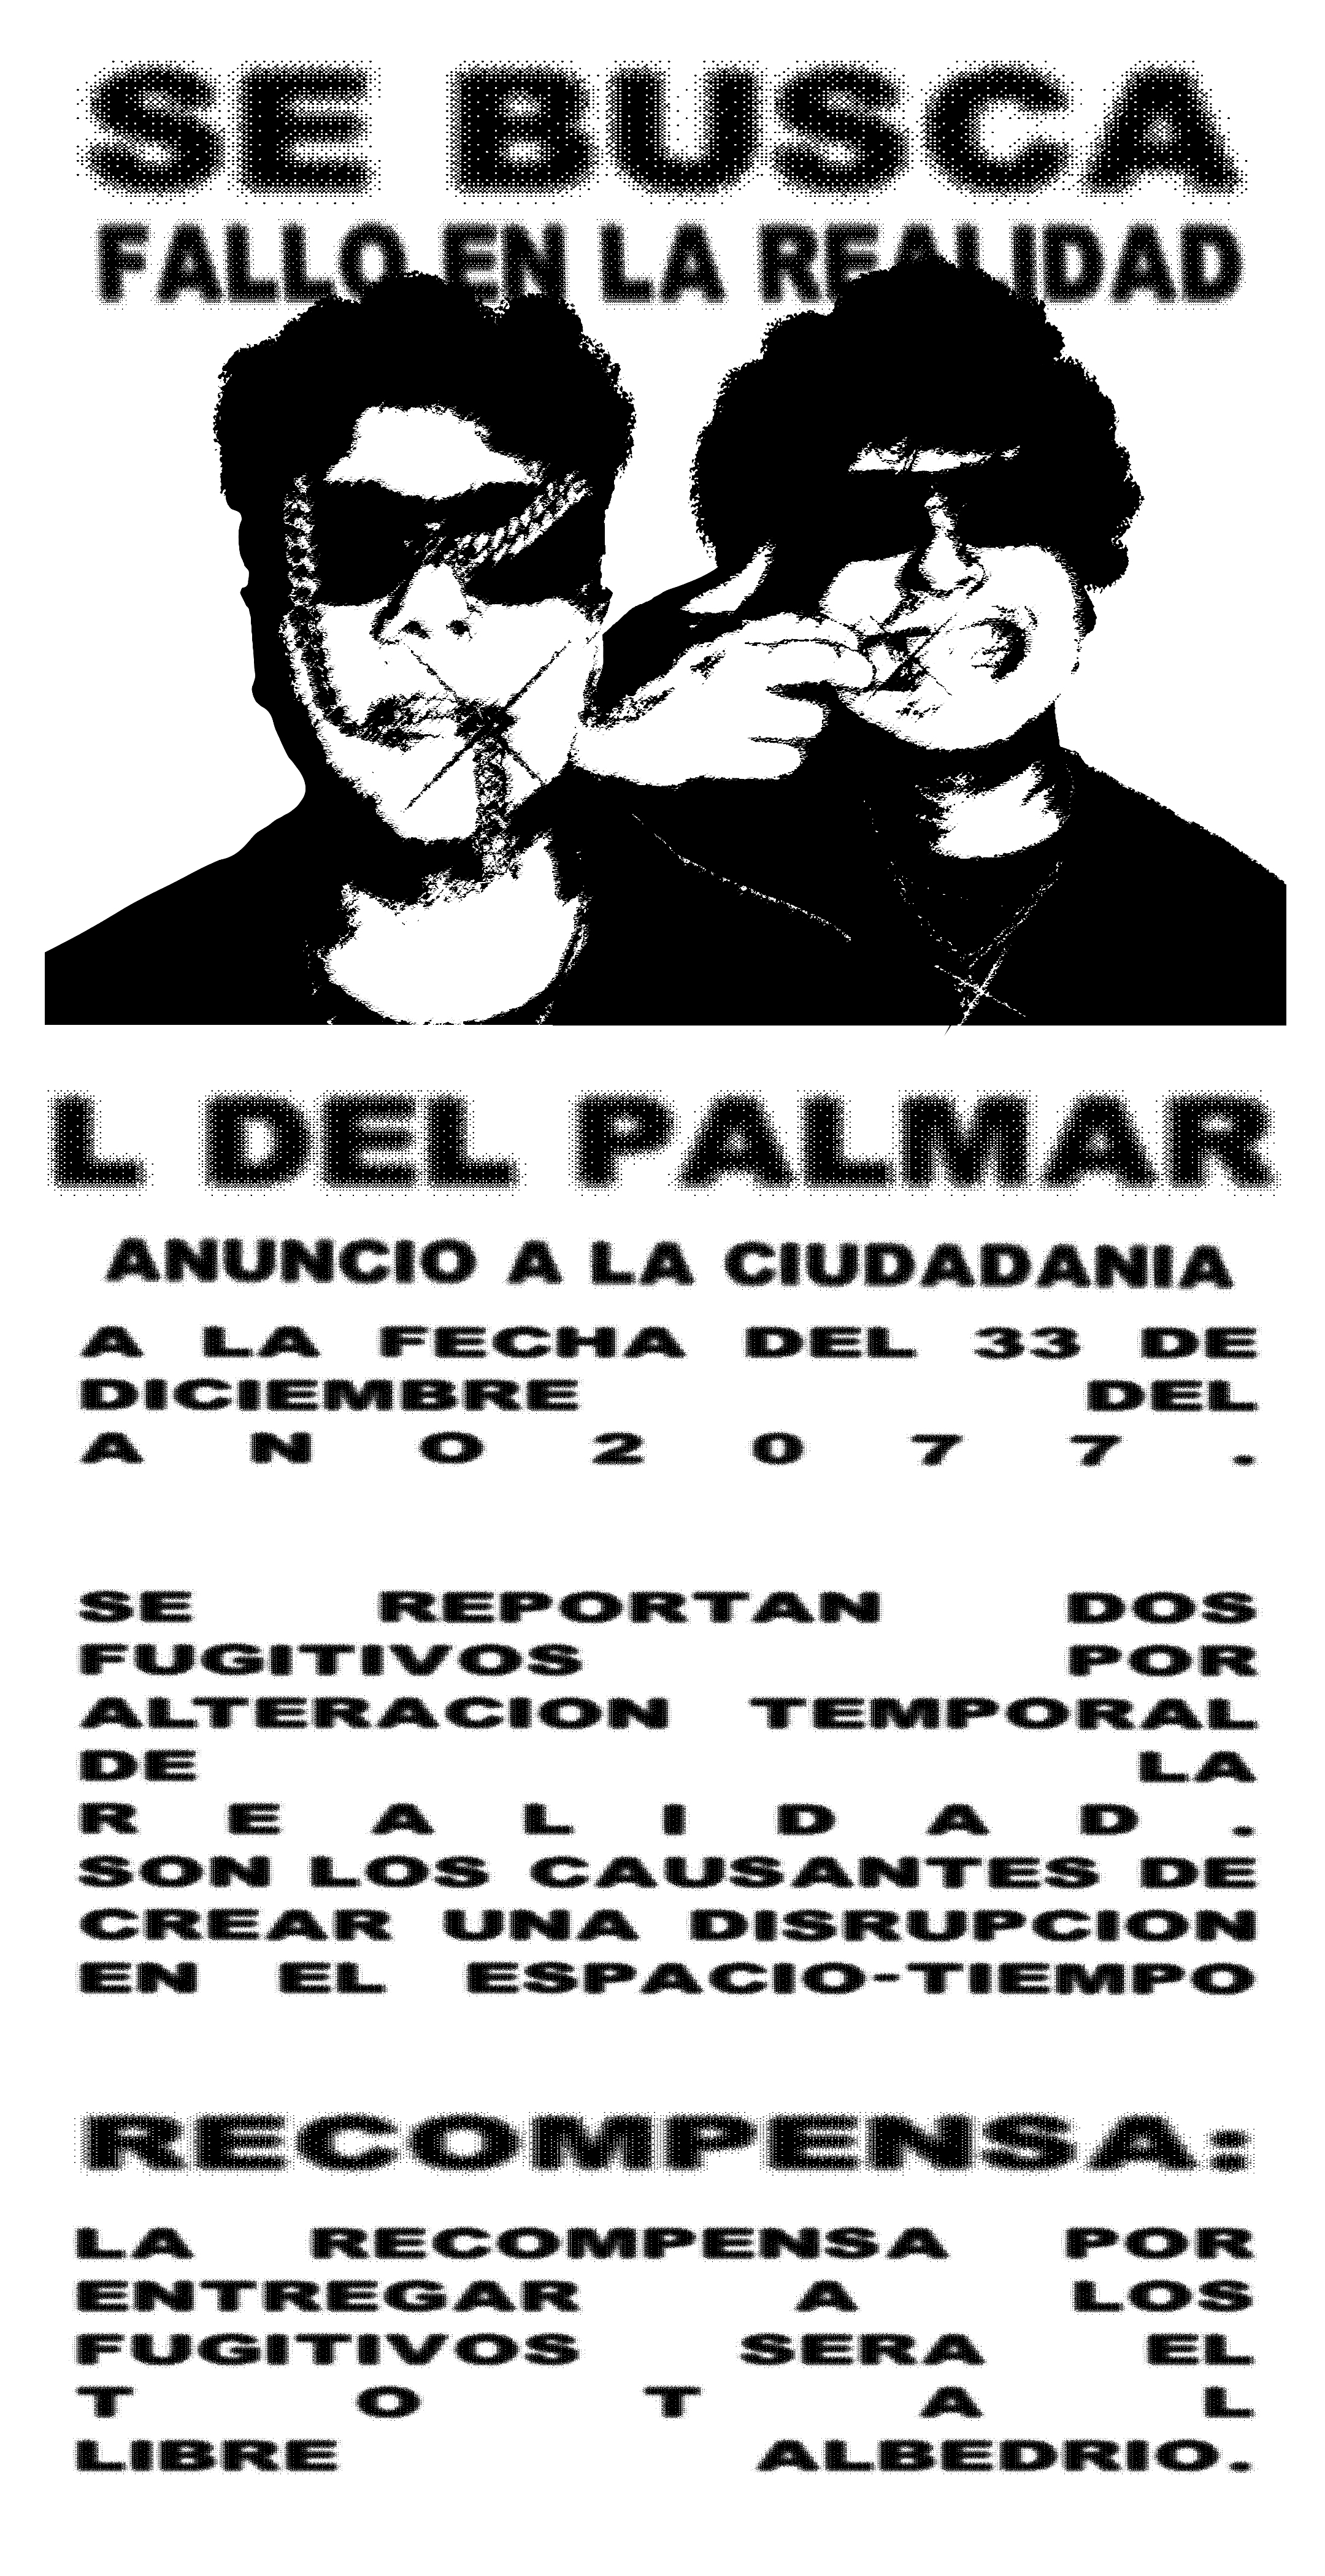 SE BUSCA
FALLO EN LA REALIDAD
L DEL PALMAR
ANUNCIO A LA CIUDADANIA
A LA FECHA DEL 33 DE
DICIEMBRE DEL
A N O 2 0 7 7 .
SE REPORTAN DOS
FUGITIVOS POR
ALTERACION TEMPORAL
DE LA
R E A L I D A D .
SON LOS CAUSANTES DE
CREAR UNA DISRUPCION
EN EL ESPACIO-TIEMPO
RECOMPENSA:
LA RECOMPENSA POR
ENTREGAR A LOS
FUGITIVOS SERA EL
T O T A L
LIBRE ALBEDRIO.